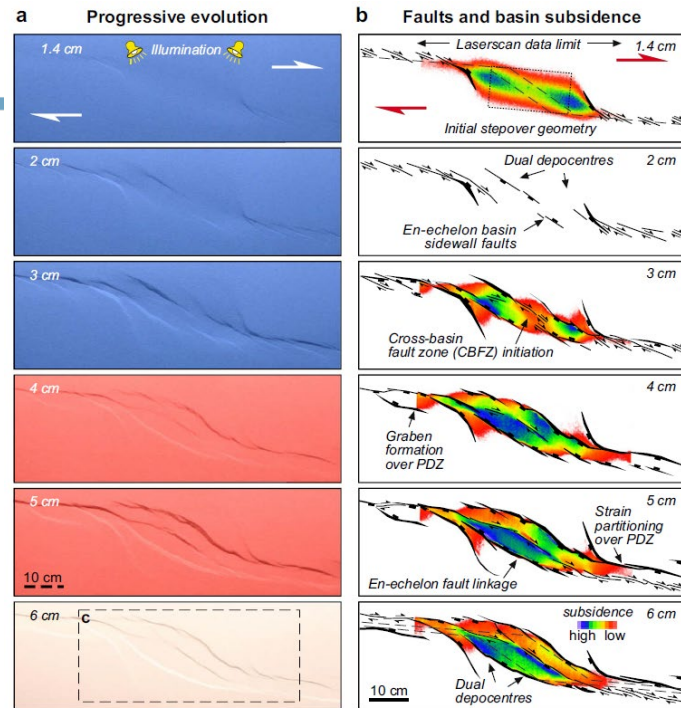 a
Progressive evolution
1.4 cm
Illumination
2 cm
3 cm
4 cm
5 cm
10 cm
6 cm
c
b
Faults and basin subsidence
Laserscan data limit
1.4 cm
Initial stepover geometry
Dual depocentres
2 cm
En-echelon basin
sidewall faults
3 cm
Cross-basin
fault zone (CBFZ) initiation
4 cm
Graben
formation
over PDZ
5 cm
Strain
partitioning
over PDZ
En-echelon fault linkage
subsidence
high low
6 cm
Dual
depocentres
10 cm